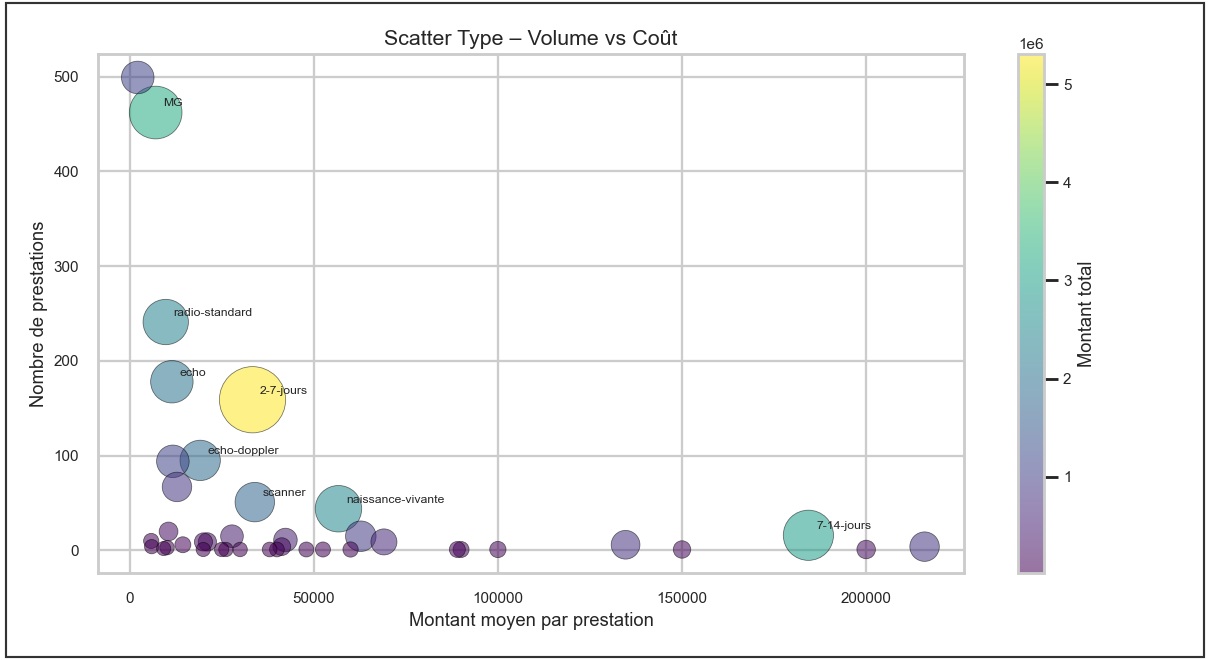 Scatter Type – Volume vs Coût
1e6
500
400
300
200
100
0
Nombre de prestations
MG
radio-standard
echo
2-7-jours
echo-doppler
scanner
naissance-vivante
7-14-jours
0
50000
100000
150000
200000
Montant moyen par prestation
5
4
3
2
1
Montant total